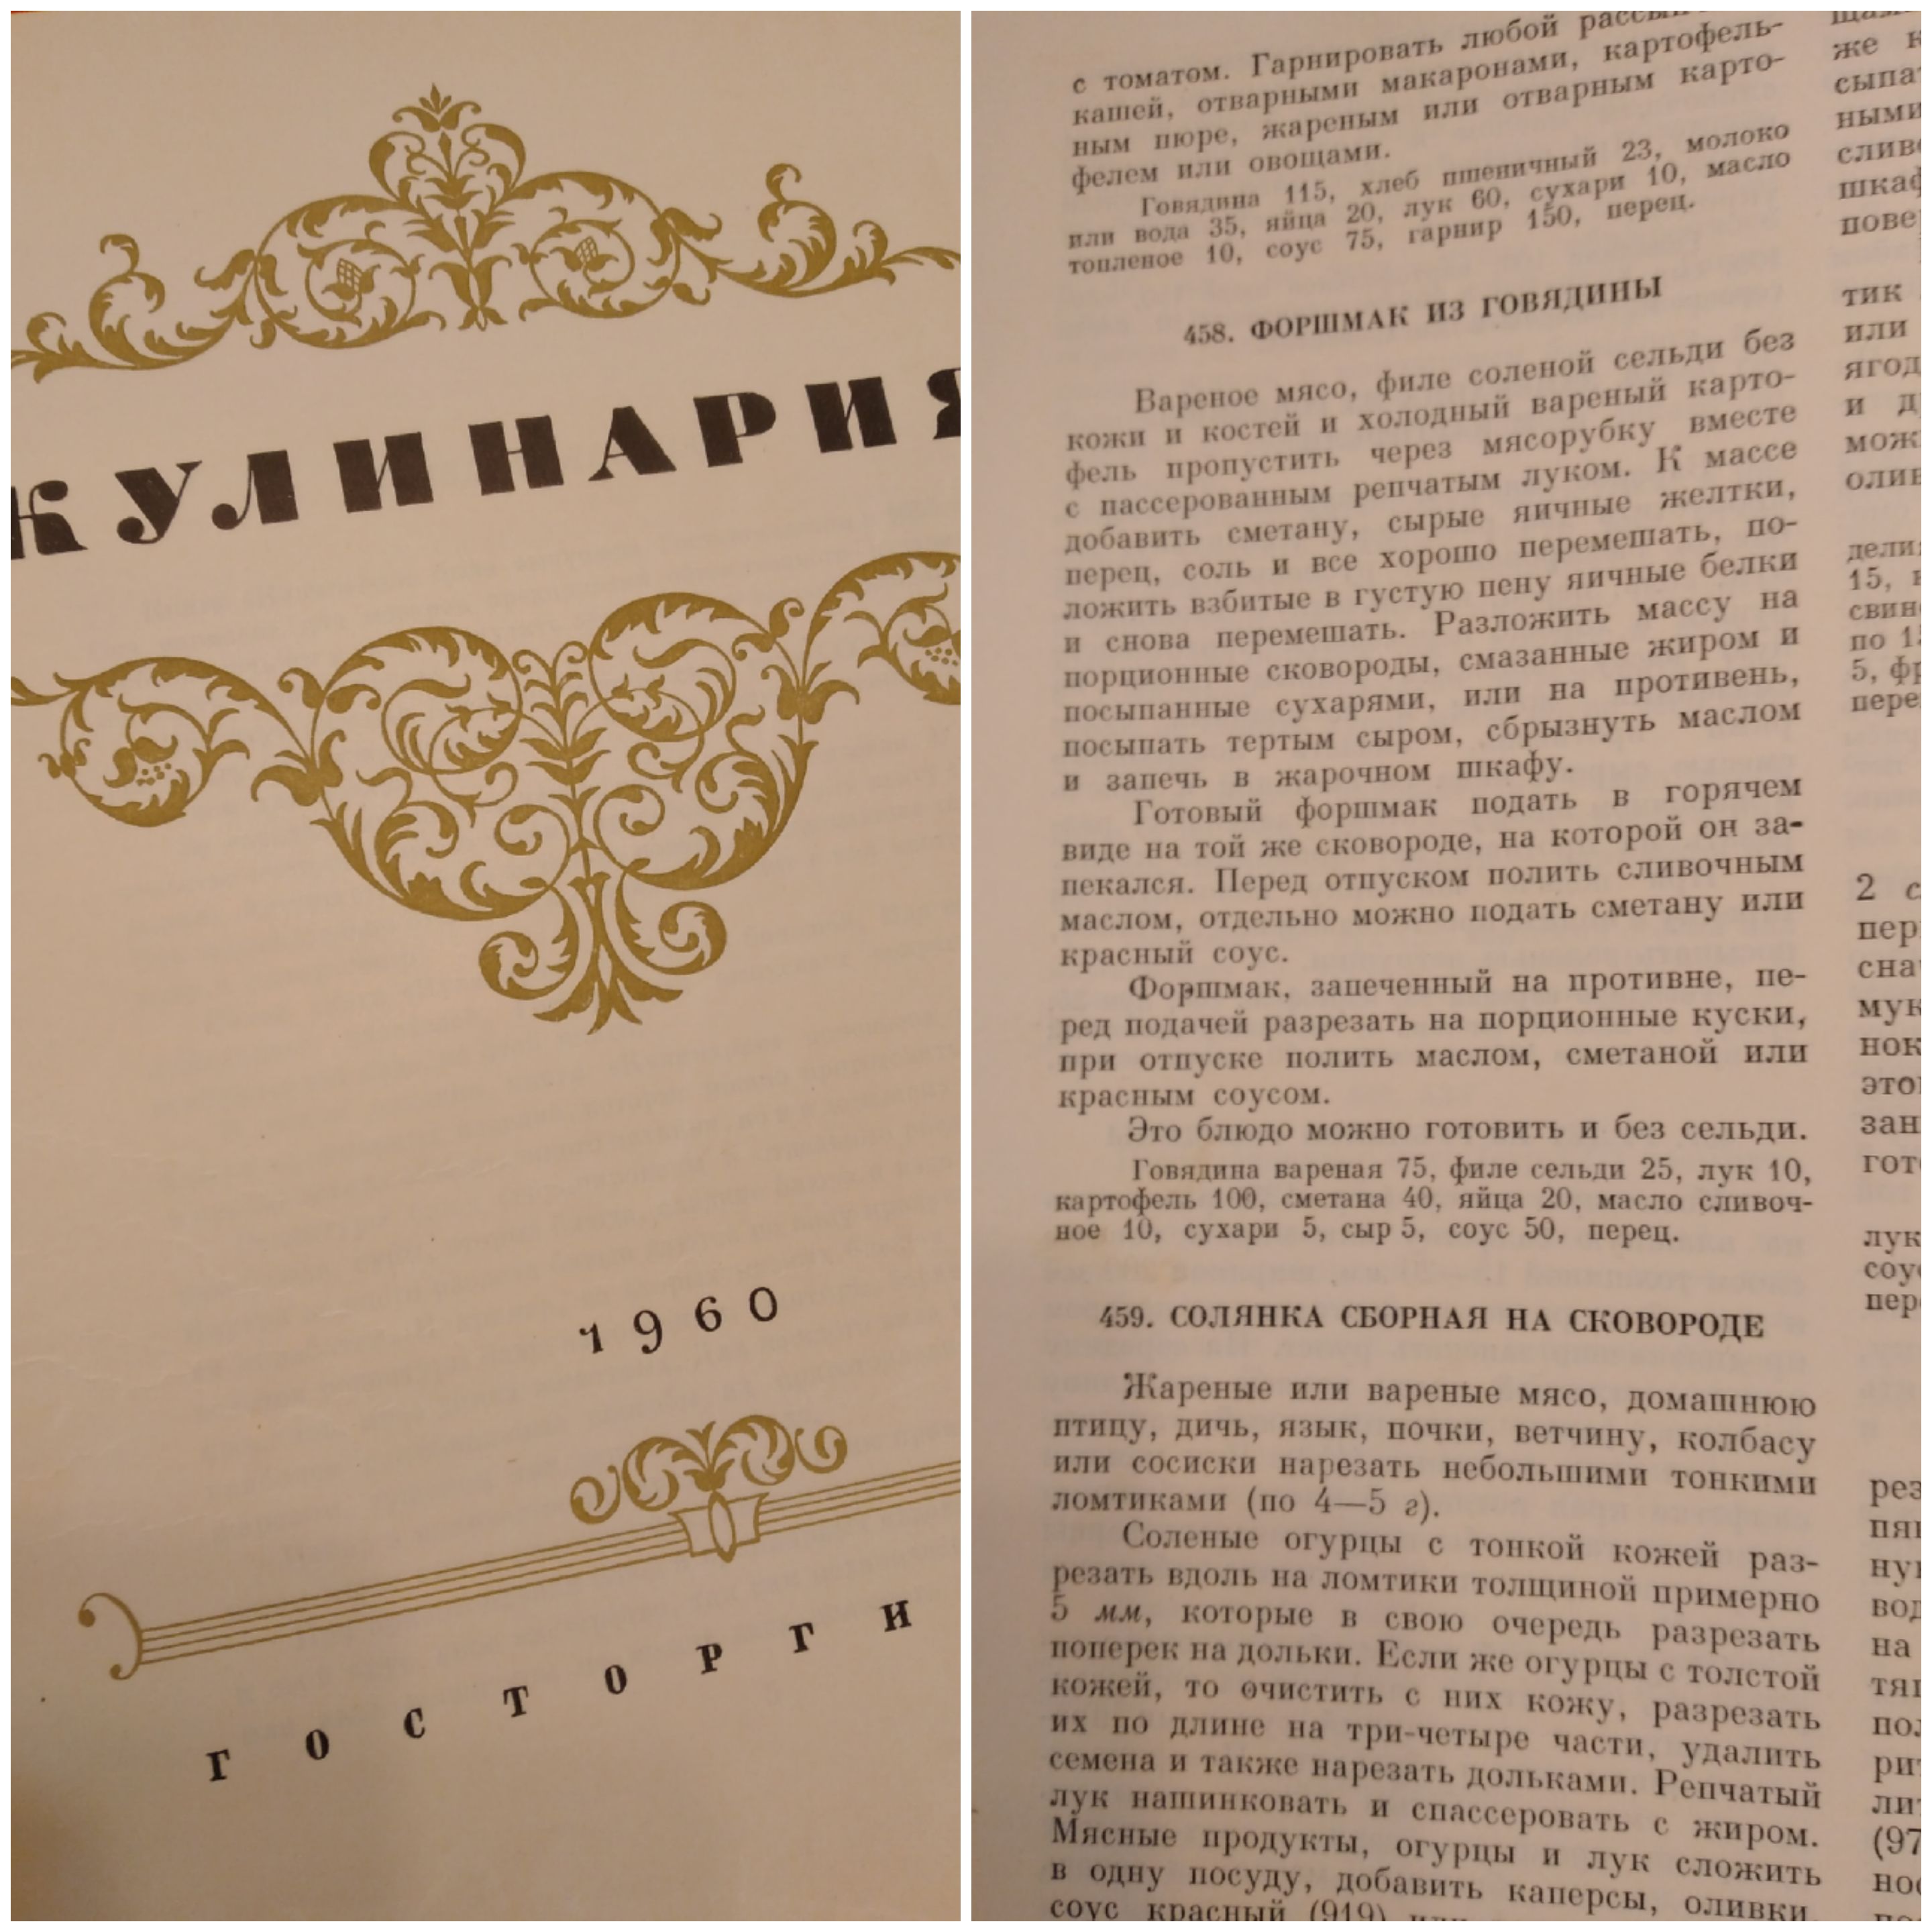 КУЛИНАРИЯ
1960
ГОСТОРГИ
с томатом. Гарнировать любой
кашей, отварными макаронами, картофель-
ным пюре, жареным или отварным карто-
фелем или овощами.
Говядина 115, хлеб пшеничный 23, молоко
или вода 35, яйца 20, лук 60, сухари 10, масло
топленое 10, соус 75, гарнир 150, перец.
458. ФОРШМАК ИЗ ГОВЯДИНЫ
Вареное мясо, филе соленой сельди без
кожи и костей и холодный вареный карто-
фель пропустить через мясорубку вместе
с пассерованным репчатым луком. К массе
добавить сметану, сырые яичные желтки,
перец, соль и все хорошо перемешать, по-
ложить взбитые в густую пену яичные белки
и снова перемешать. Разложить массу на
порционные сковороды, смазанные жиром и
посыпанные сухарями, или на противень,
посыпать тертым сыром, сбрызнуть маслом
и запечь в жарочном шкафу.
Готовый форшмак подать в горячем
виде на той же сковороде, на которой он за-
пекался. Перед отпуском полить сливочным
маслом, отдельно можно подать сметану или
красный соус.
Форшмак, запеченный на противне, пе-
ред подачей разрезать на порционные куски,
при отпуске полить маслом, сметаной или
красным соусом.
Это блюдо можно готовить и без сельди.
Говядина вареная 75, филе сельди 25, лук 10,
картофель 100, сметана 40, яйца 20, масло сливоч-
ное 10, сухари 5, сыр 5, соус 50, перец.
459. СОЛЯНКА СБОРНАЯ НА СКОВОРОДЕ
Жареные или вареные мясо, домашнюю
птицу, дичь, язык, почки, ветчину, колбасу
или сосиски нарезать небольшими тонкими
ломтиками (по 4—5 г).
Соленые огурцы с тонкой кожей раз-
резать вдоль на ломтики толщиной примерно
5 мм, которые в свою очередь разрезать
поперек на дольки. Если же огурцы с толстой
кожей, то очистить с них кожу, разрезать
их по длине на три-четыре части, удалить
семена и также нарезать дольками. Репчатый
лук нашинковать и спассеровать с жиром.
Мясные продукты, огурцы и лук сложить
в одну посуду, добавить каперсы, оливки,
соус красный (919) или